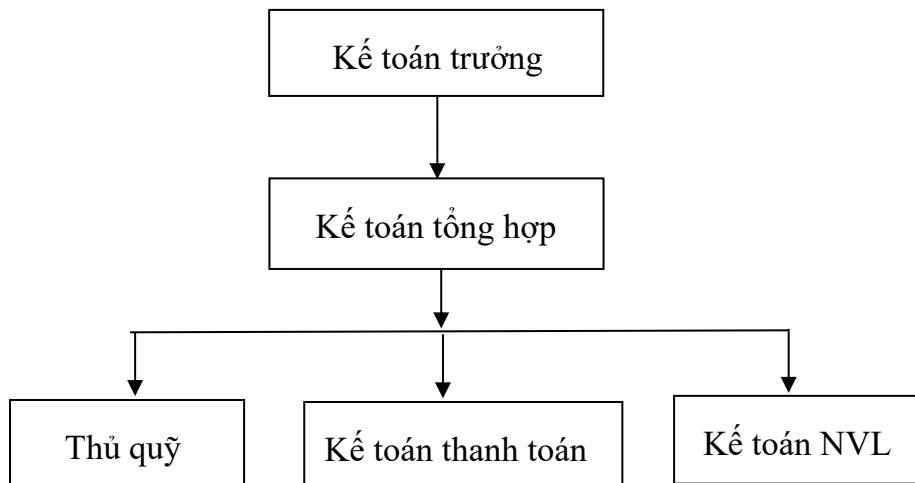 Kế toán trưởng
Kế toán tổng hợp
Thủ quỹ
Kế toán thanh toán
Kế toán NVL